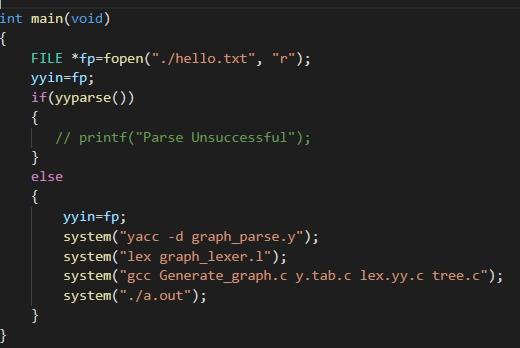 int main(void)
{
    FILE *fp=fopen("./hello.txt", "r");
    yyin=fp;
    if(yyparse())
    {
       // printf("Parse Unsuccessful");
    }
    else
    {
        yyin=fp;
        system("yacc -d graph_parse.y");
        system("lex graph_lexer.l");
        system("gcc Generate_graph.c y.tab.c lex.yy.c tree.c");
        system("./a.out");
    }
}